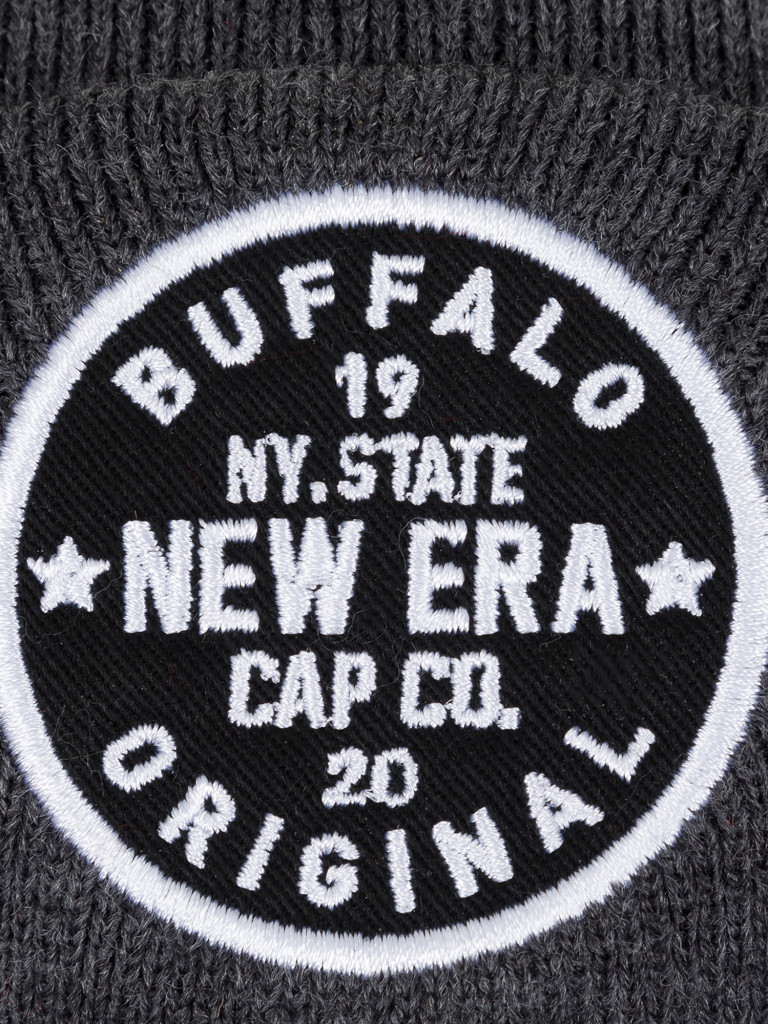 BUFFALO
19
NY. STATE
NEW ERA
CAP CO.
20
ORIGINAL